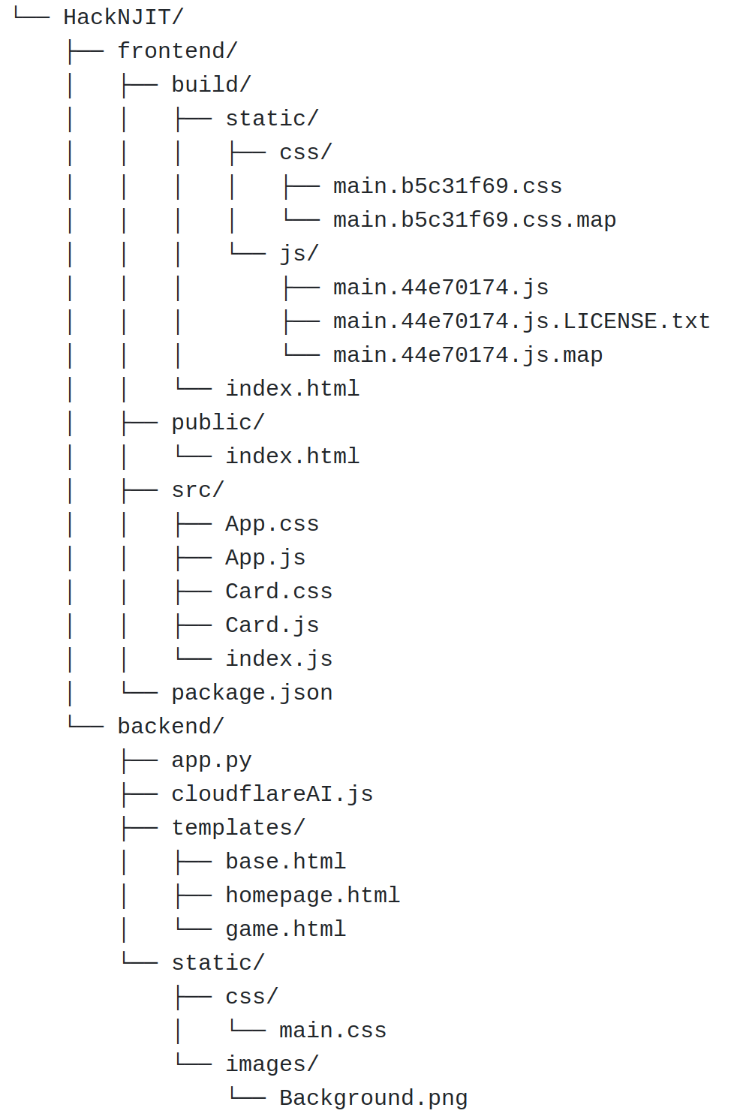 └── HackNJIT/
    ├── frontend/
    │   ├── build/
    │   │   ├── static/
    │   │   │   ├── css/
    │   │   │   │   ├── main.b5c31f69.css
    │   │   │   │   └── main.b5c31f69.css.map
    │   │   │   └── js/
    │   │   │       ├── main.44e70174.js
    │   │   │       ├── main.44e70174.js.LICENSE.txt
    │   │   │       └── main.44e70174.js.map
    │   │   └── index.html
    │   ├── public/
    │   │   └── index.html
    │   ├── src/
    │   │   ├── App.css
    │   │   ├── App.js
    │   │   ├── Card.css
    │   │   ├── Card.js
    │   │   └── index.js
    │   └── package.json
    └── backend/
        ├── app.py
        ├── cloudflareAI.js
        ├── templates/
        │   ├── base.html
        │   ├── homepage.html
        │   └── game.html
        └── static/
            ├── css/
            │   └── main.css
            └── images/
                └── Background.png